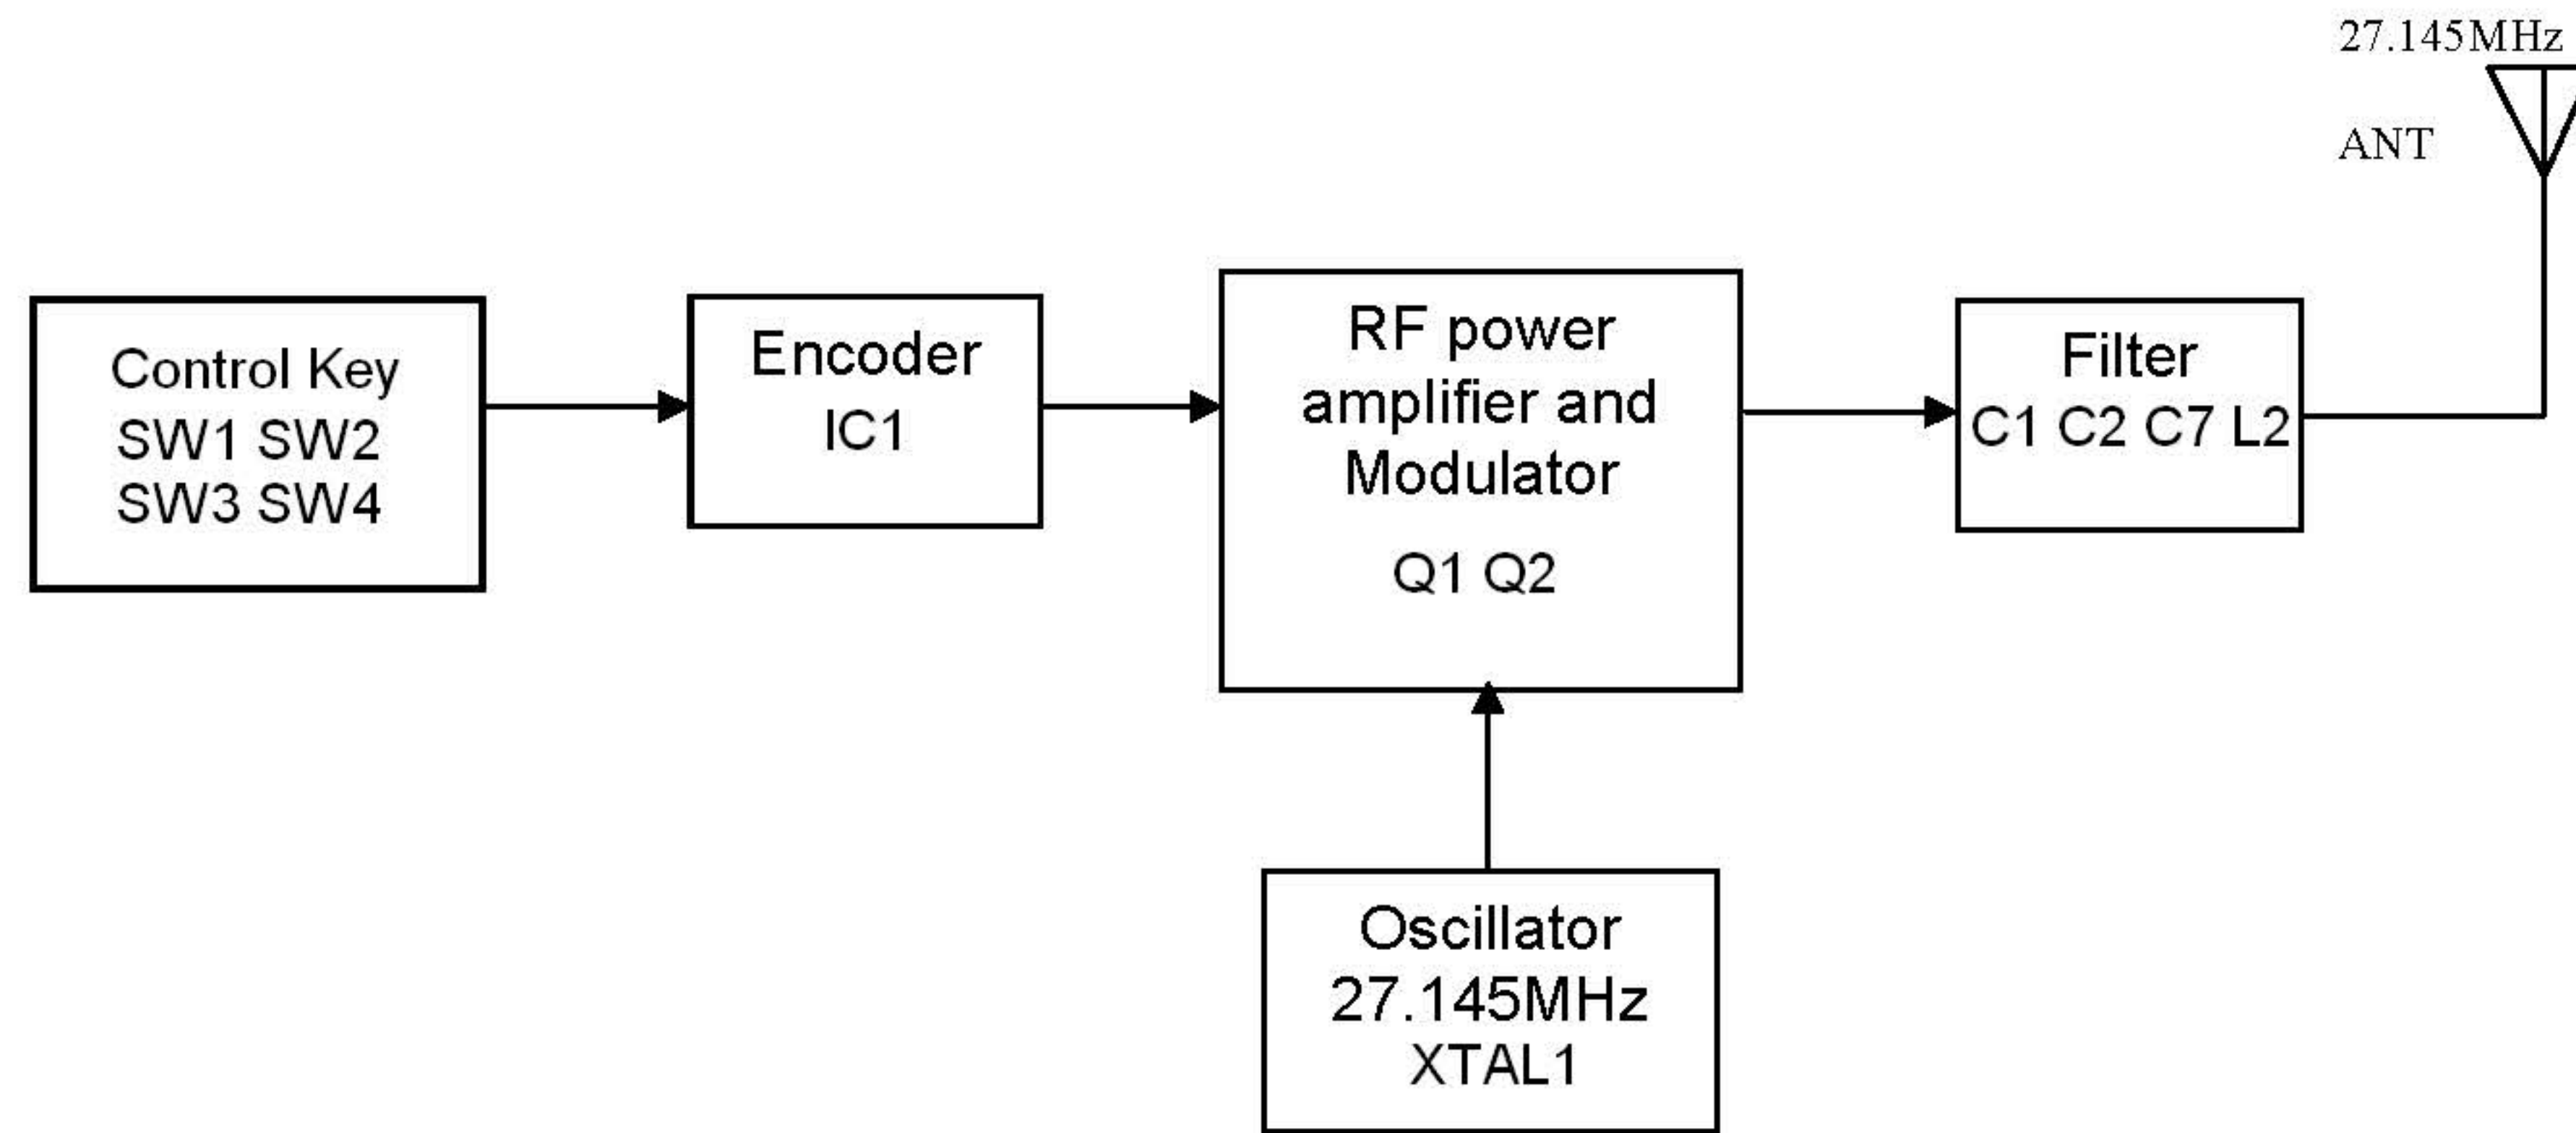 27.145MHz
ANT
Control Key
SW1 SW2
SW3 SW4
Encoder
IC1
RF power
amplifier and
Modulator
Q1 Q2
Filter
C1 C2 C7 L2
Oscillator
27.145MHz
XTAL1